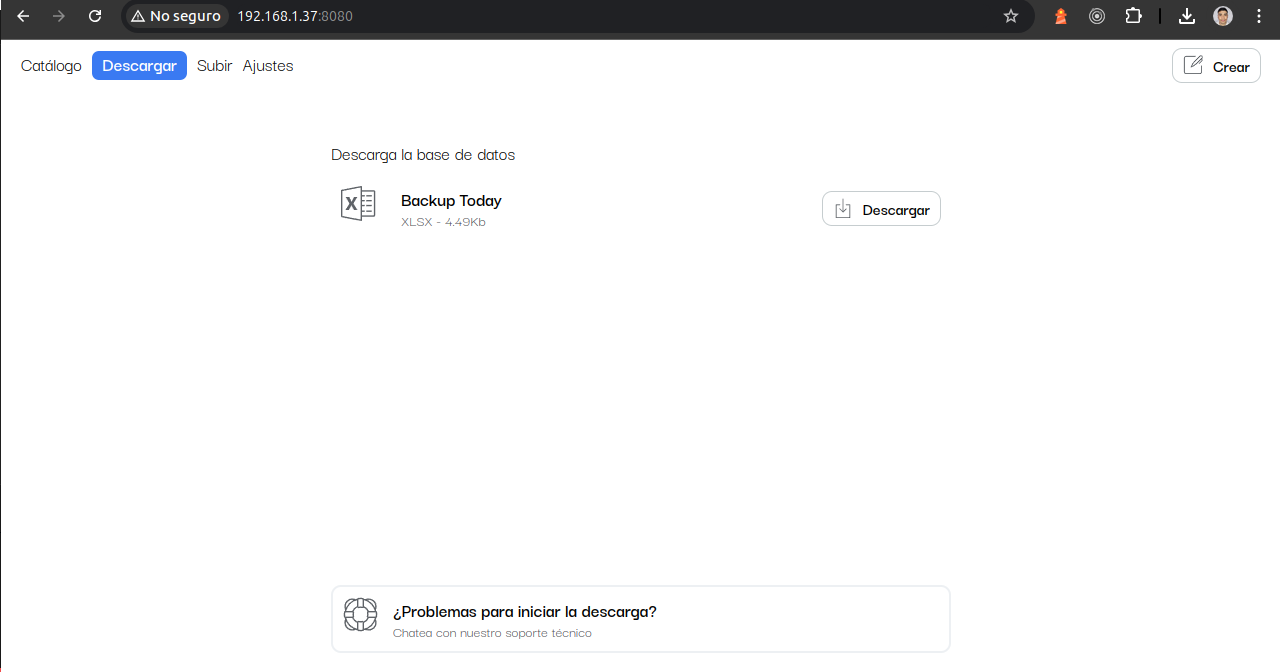 No seguro 192.168.1.37:8080
Catálogo Descargar Subir Ajustes Crear
Descarga la base de datos
X
Backup Today
XLSX - 4.49Kb
Descargar
¿Problemas para iniciar la descarga?
Chatea con nuestro soporte técnico